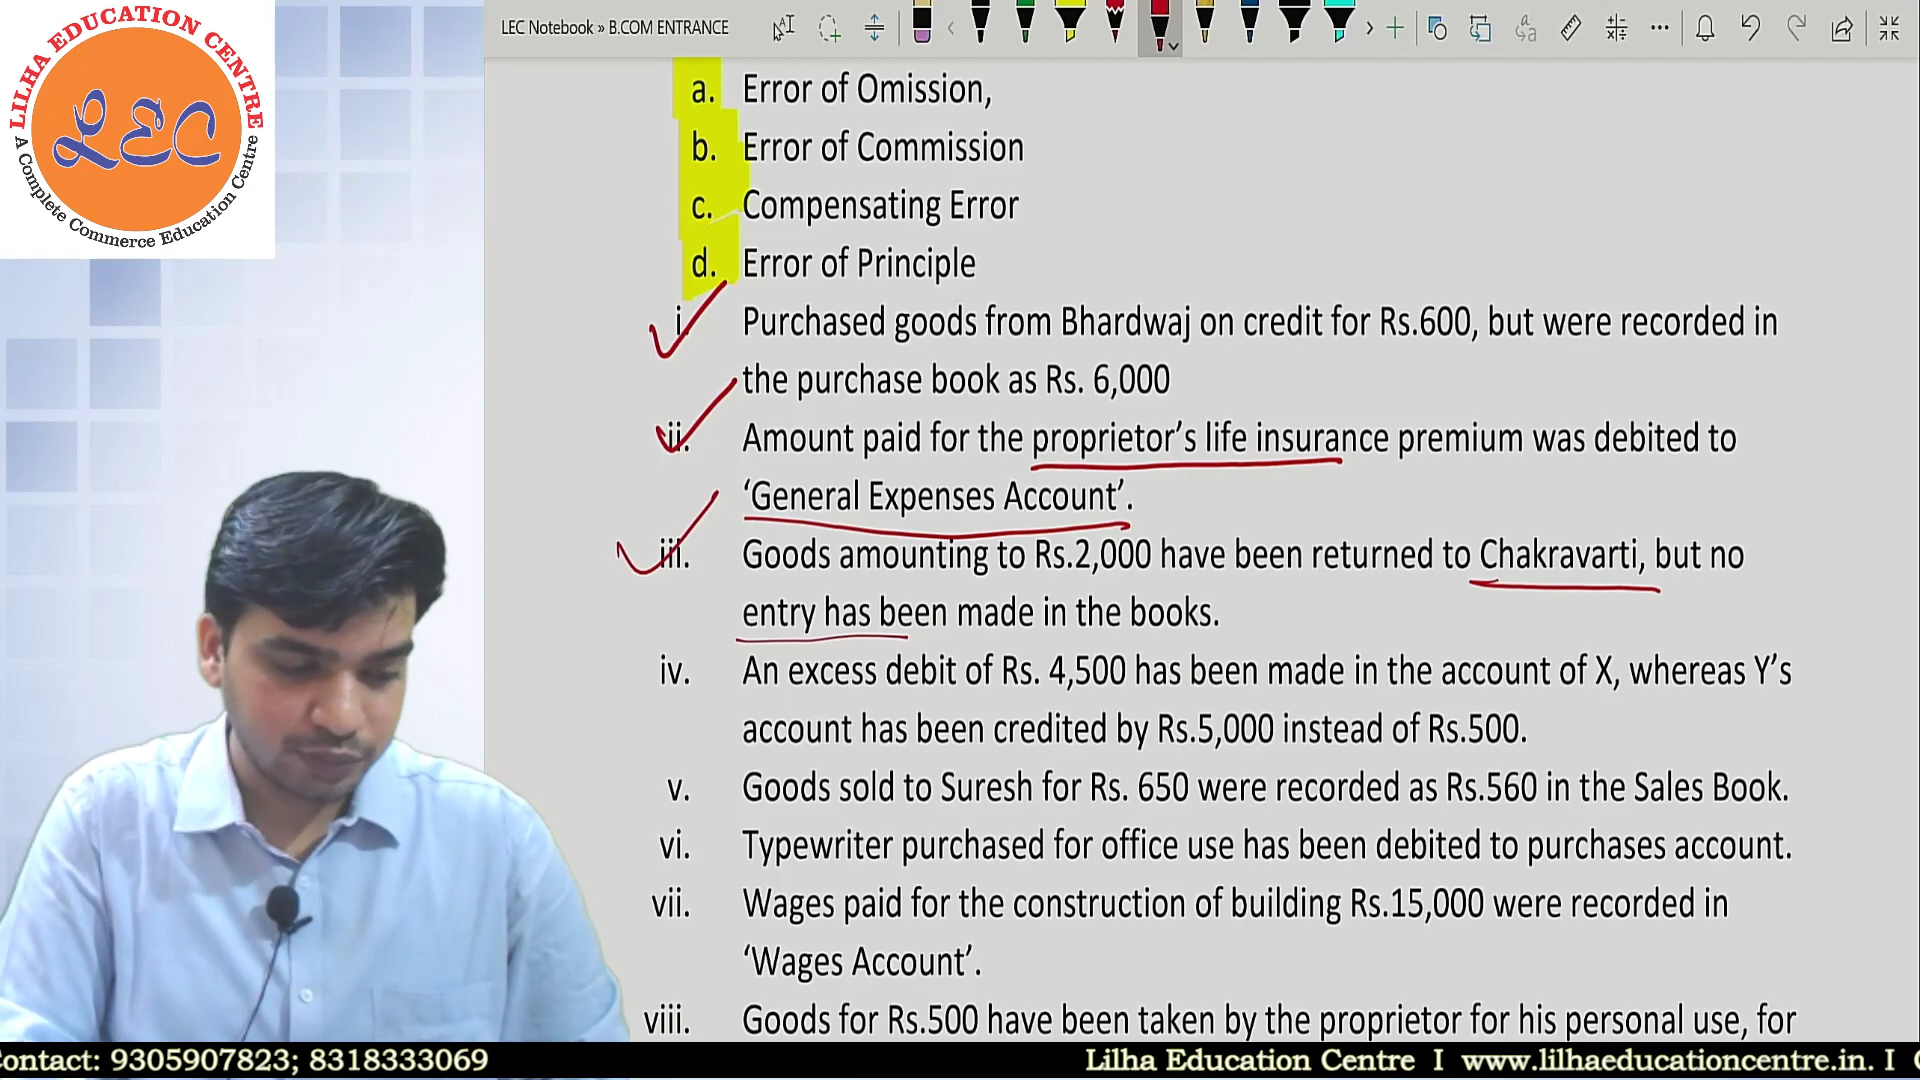 LILHA EDUCATION CENTRE
LEC
A Complete Commerce Education Centre
LEC Notebook » B.COM ENTRANCE
a. Error of Omission,
b. Error of Commission
c. Compensating Error
d. Error of Principle
i. Purchased goods from Bhardwaj on credit for Rs.600, but were recorded in
the purchase book as Rs. 6,000
ii. Amount paid for the proprietor’s life insurance premium was debited to
‘General Expenses Account’.
iii. Goods amounting to Rs.2,000 have been returned to Chakravarti, but no
entry has been made in the books.
iv. An excess debit of Rs. 4,500 has been made in the account of X, whereas Y’s
account has been credited by Rs.5,000 instead of Rs.500.
v. Goods sold to Suresh for Rs. 650 were recorded as Rs.560 in the Sales Book.
vi. Typewriter purchased for office use has been debited to purchases account.
vii. Wages paid for the construction of building Rs.15,000 were recorded in
‘Wages Account’.
viii. Goods for Rs.500 have been taken by the proprietor for his personal use, for
ontact: 9305907823; 8318333069 Lilha Education Centre I www.lilhaeducationcentre.in. I